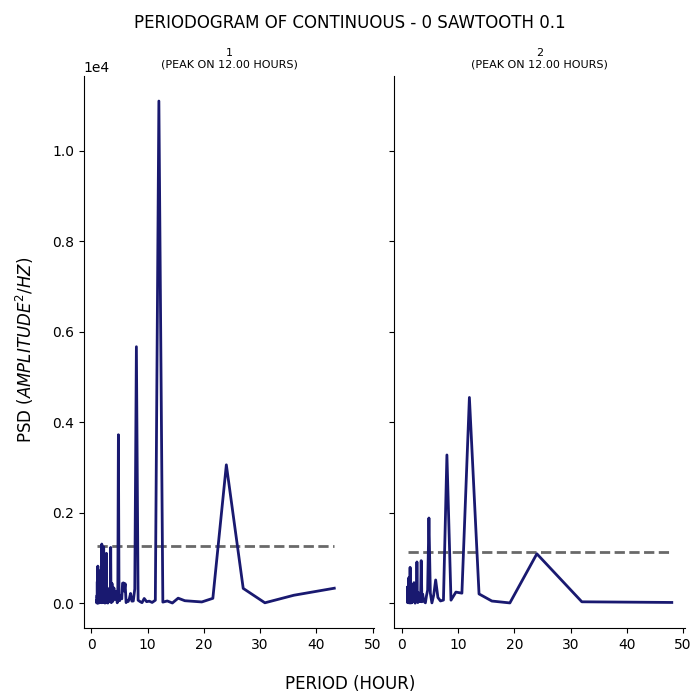 PERIODOGRAM OF CONTINUOUS - 0 SAWTOOTH 0.1
1
(PEAK ON 12.00 HOURS)
2
(PEAK ON 12.00 HOURS)
1e4
1.0
0.8
0.6
0.4
0.2
0.0
PSD (AMPLITUDE²/HZ)
0 10 20 30 40 50
0 10 20 30 40 50
PERIOD (HOUR)